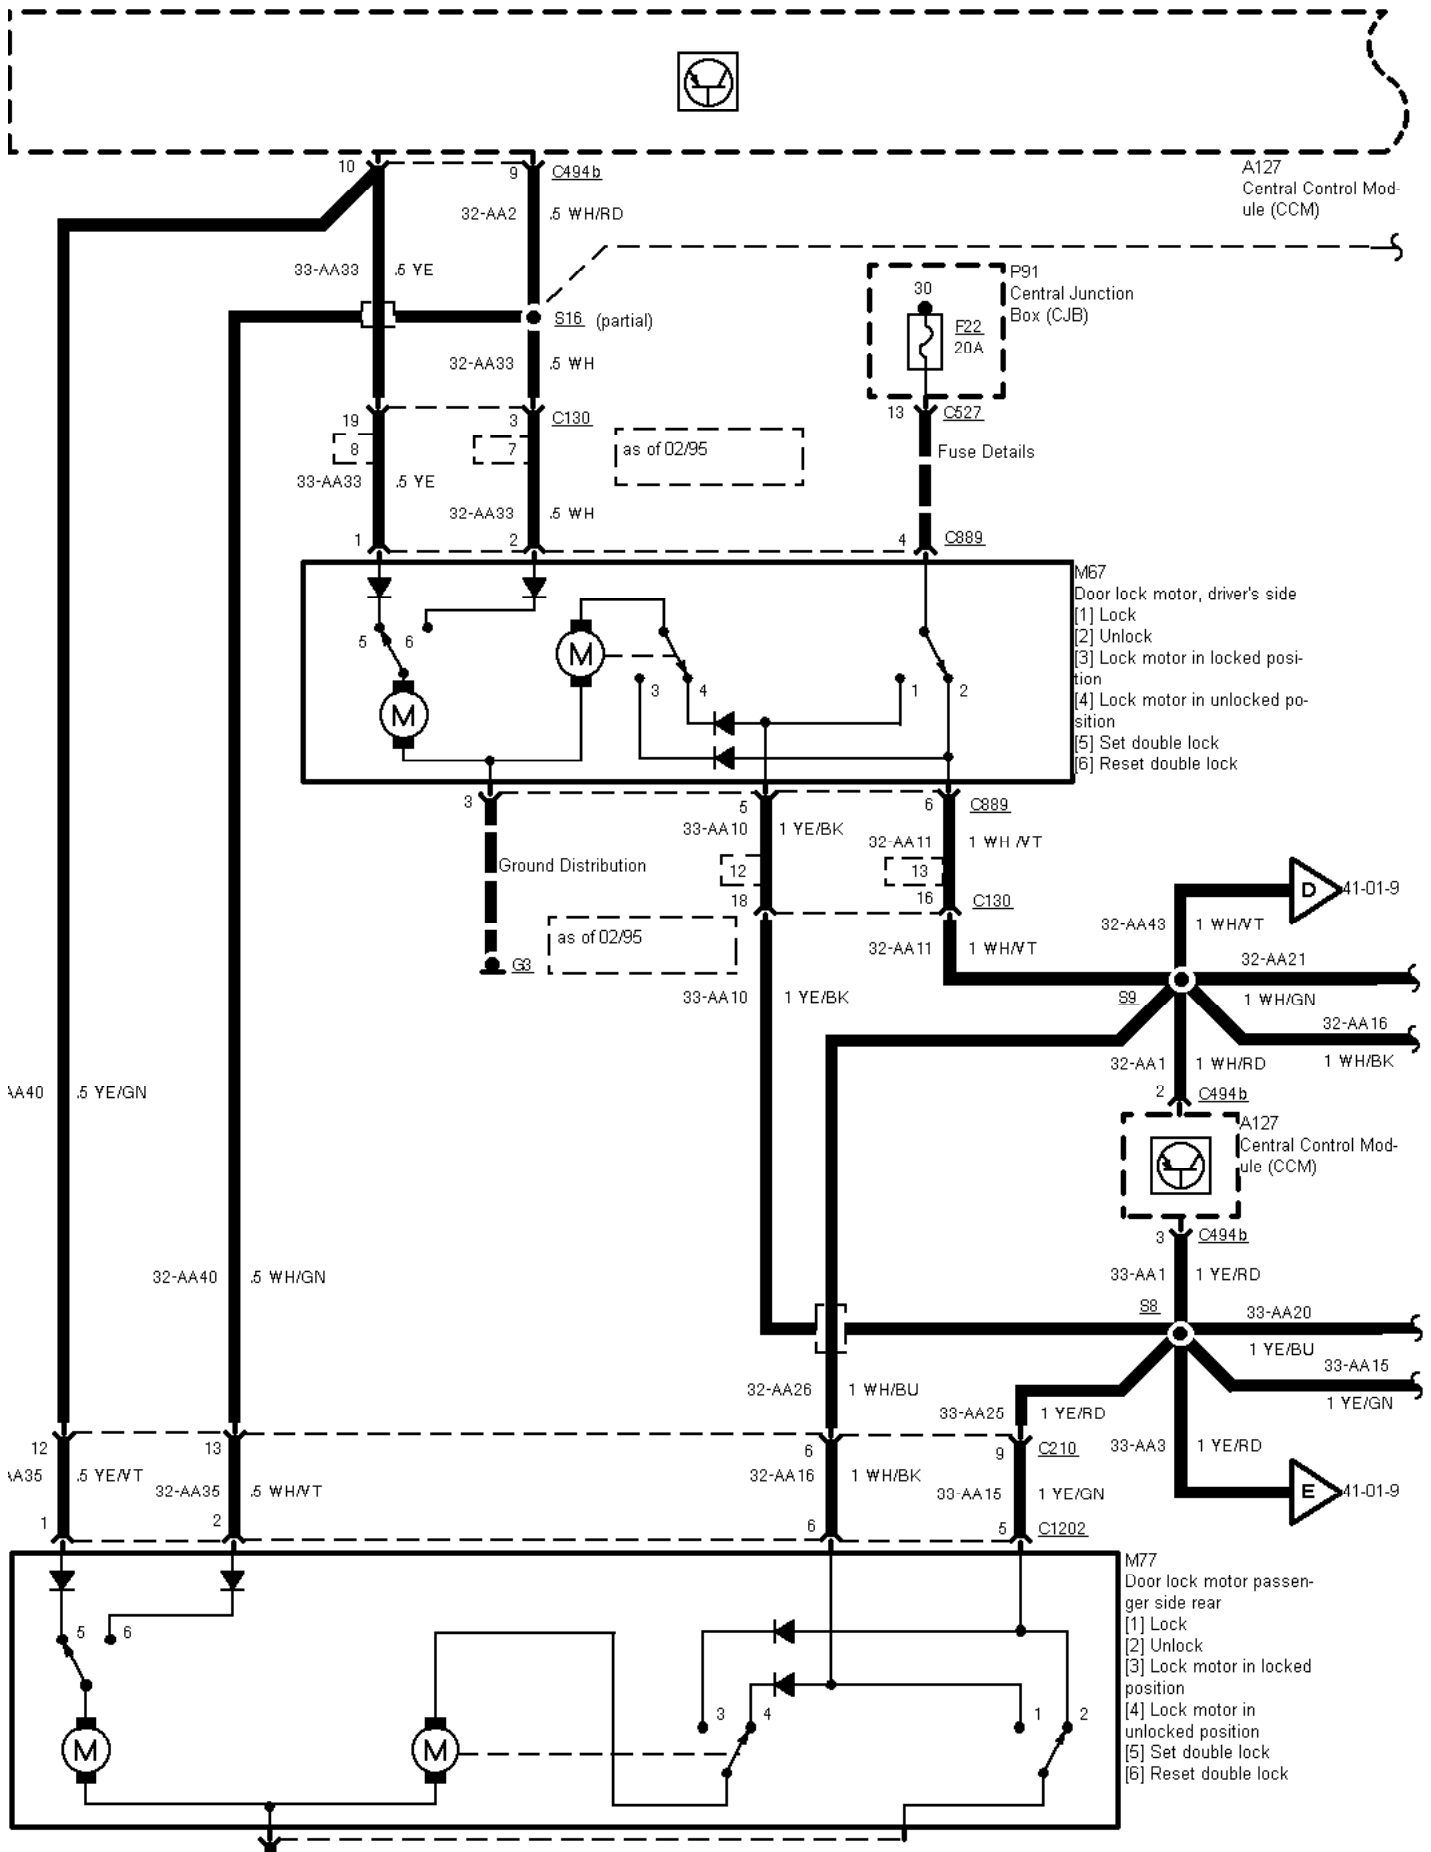 10
9
C494b
A127
Central Control Mod-
ule (CCM)
32-AA2
.5 WH/RD
33-AA33
.5 YE
P91
Central Junction
Box (CJB)
30
F22
20A
S16 (partial)
32-AA33
.5 WH
19
3
C130
13
C527
8
7
as of 02/95
Fuse Details
33-AA33
.5 YE
32-AA33
.5 WH
1
2
4
C889
M67
Door lock motor, driver's side
[1] Lock
[2] Unlock
[3] Lock motor in locked posi-
tion
[4] Lock motor in unlocked po-
sition
[5] Set double lock
[6] Reset double lock
5
6
M
M
3
4
1
2
3
5
6
C889
33-AA10
1 YE/BK
32-AA11
1 WH/VT
Ground Distribution
12
13
18
16
C130
D
41-01-9
as of 02/95
G3
32-AA43
1 WH/VT
32-AA11
1 WH/VT
32-AA21
33-AA10
1 YE/BK
S9
1 WH/GN
32-AA16
32-AA1
1 WH/RD
1 WH/BK
AA40
.5 YE/GN
2
C494b
A127
Central Control Mod-
ule (CCM)
3
C494b
32-AA40
.5 WH/GN
33-AA1
1 YE/RD
S8
33-AA20
1 YE/BU
33-AA15
32-AA26
1 WH/BU
1 YE/GN
33-AA25
1 YE/RD
12
13
6
9
C210
33-AA3
1 YE/RD
AA35
.5 YE/VT
32-AA35
.5 WH/VT
32-AA16
1 WH/BK
33-AA15
1 YE/GN
E
41-01-9
1
2
6
5
C1202
M77
Door lock motor passen-
ger side rear
[1] Lock
[2] Unlock
[3] Lock motor in locked
position
[4] Lock motor in
unlocked position
[5] Set double lock
[6] Reset double lock
5
6
3
4
1
2
M
M